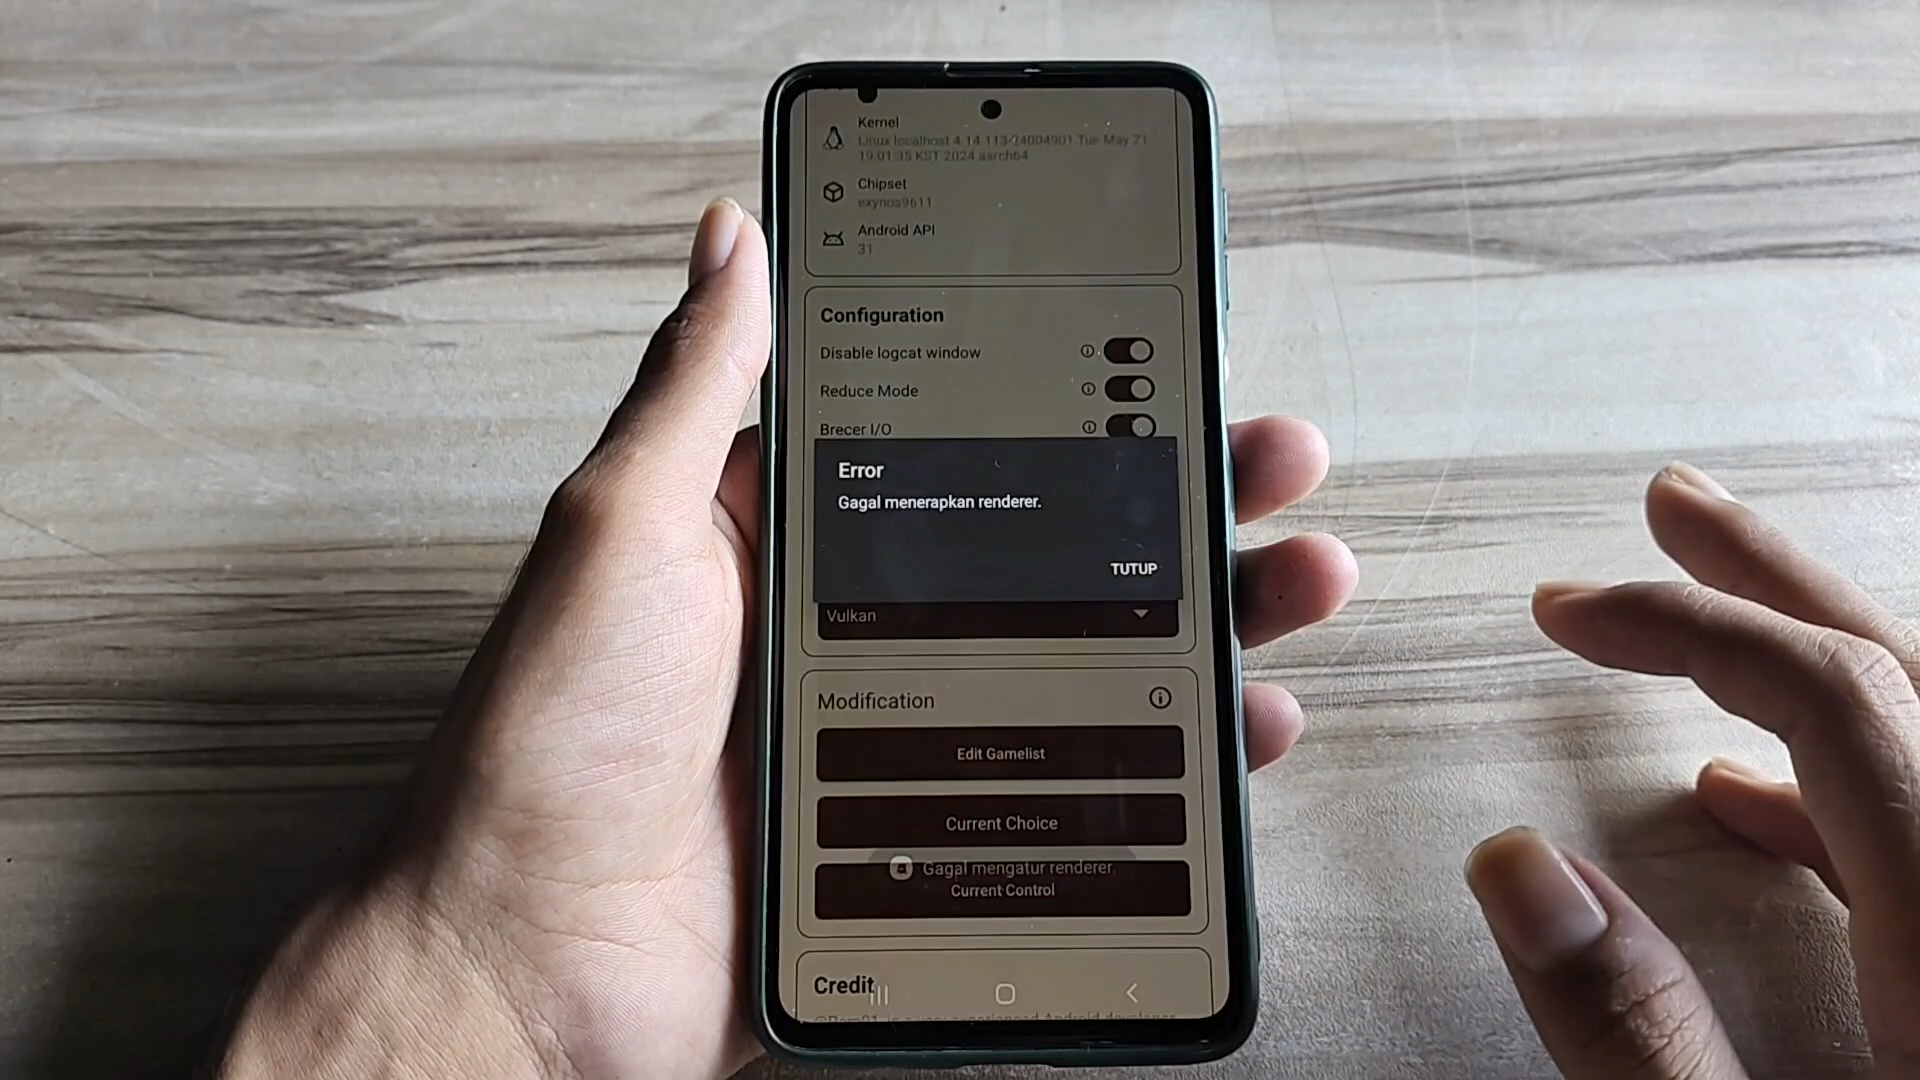 Kernel
Linux localhost 4.14.113-24004901 Tue May 21
19:01:35 KST 2024 aarch64
Chipset
exynos9611
Android API
31
Configuration
Disable logcat window
Reduce Mode
Brecer I/O
Error
Gagal menerapkan renderer.
TUTUP
Vulkan
Modification
Edit Gamelist
Current Choice
Gagal mengatur renderer.
Current Control
Credit